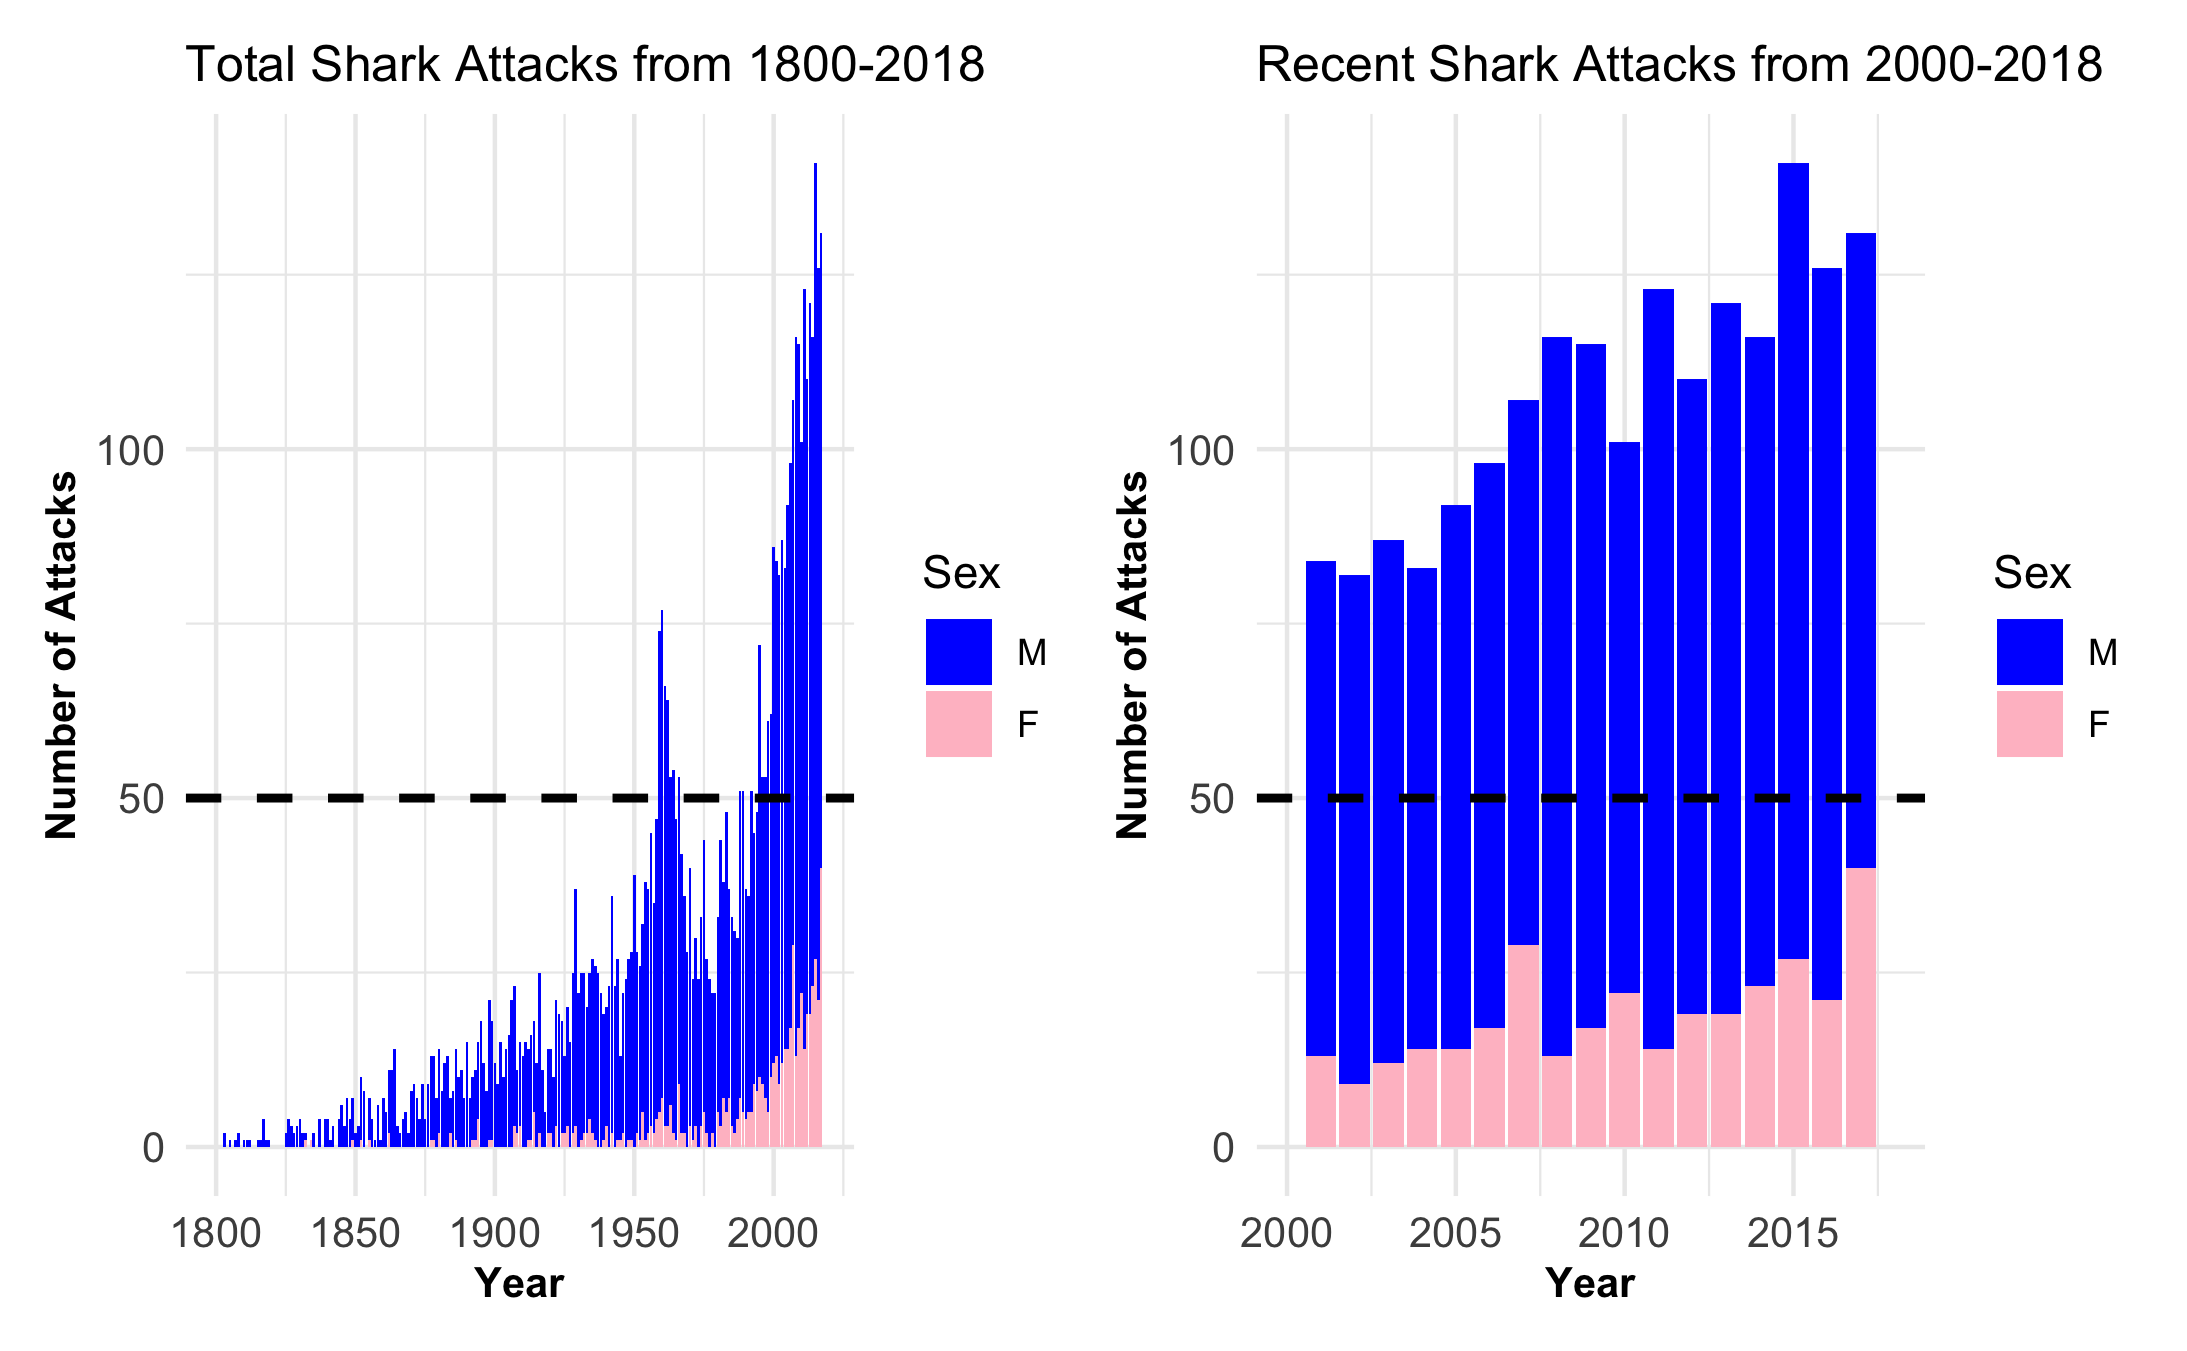 Total Shark Attacks from 1800-2018
Number of Attacks
100
50
0
1800 1850 1900 1950 2000
Year
Sex
M
F
Recent Shark Attacks from 2000-2018
Number of Attacks
100
50
0
2000 2005 2010 2015
Year
Sex
M
F